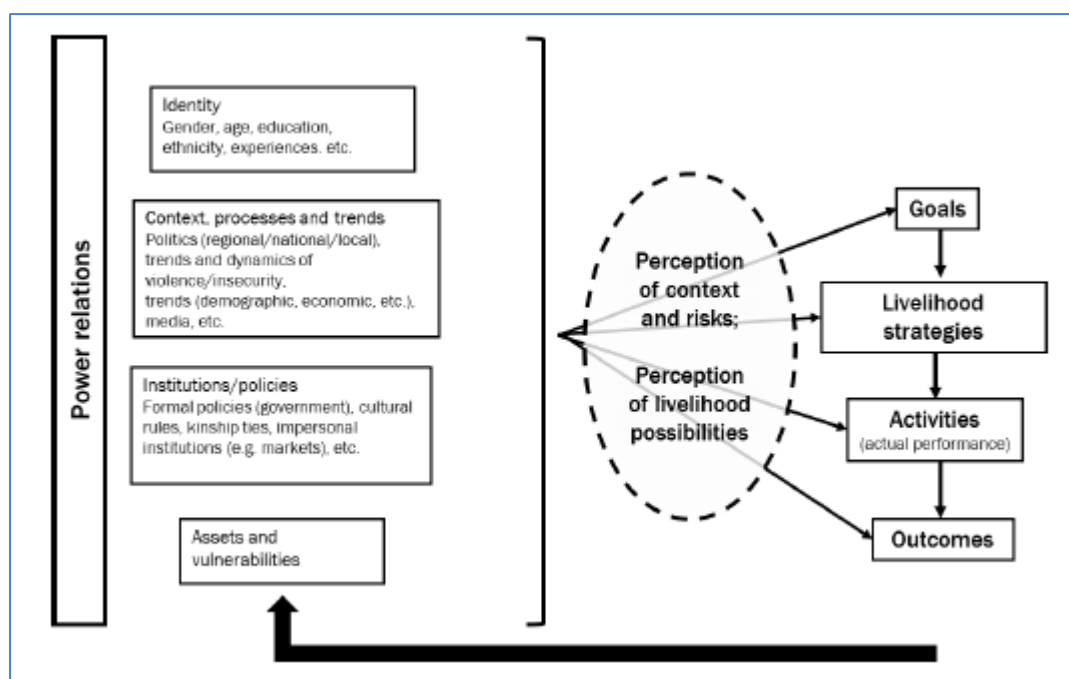 Power relations
Identity
Gender, age, education,
ethnicity, experiences. etc.
Context, processes and trends
Politics (regional/national/local),
trends and dynamics of
violence/insecurity,
trends (demographic, economic, etc.),
media, etc.
Institutions/policies
Formal policies (government), cultural
rules, kinship ties, impersonal
institutions (e.g. markets), etc.
Assets and
vulnerabilities
Perception
of context
and risks;
Perception
of livelihood
possibilities
Goals
Livelihood
strategies
Activities
(actual performance)
Outcomes